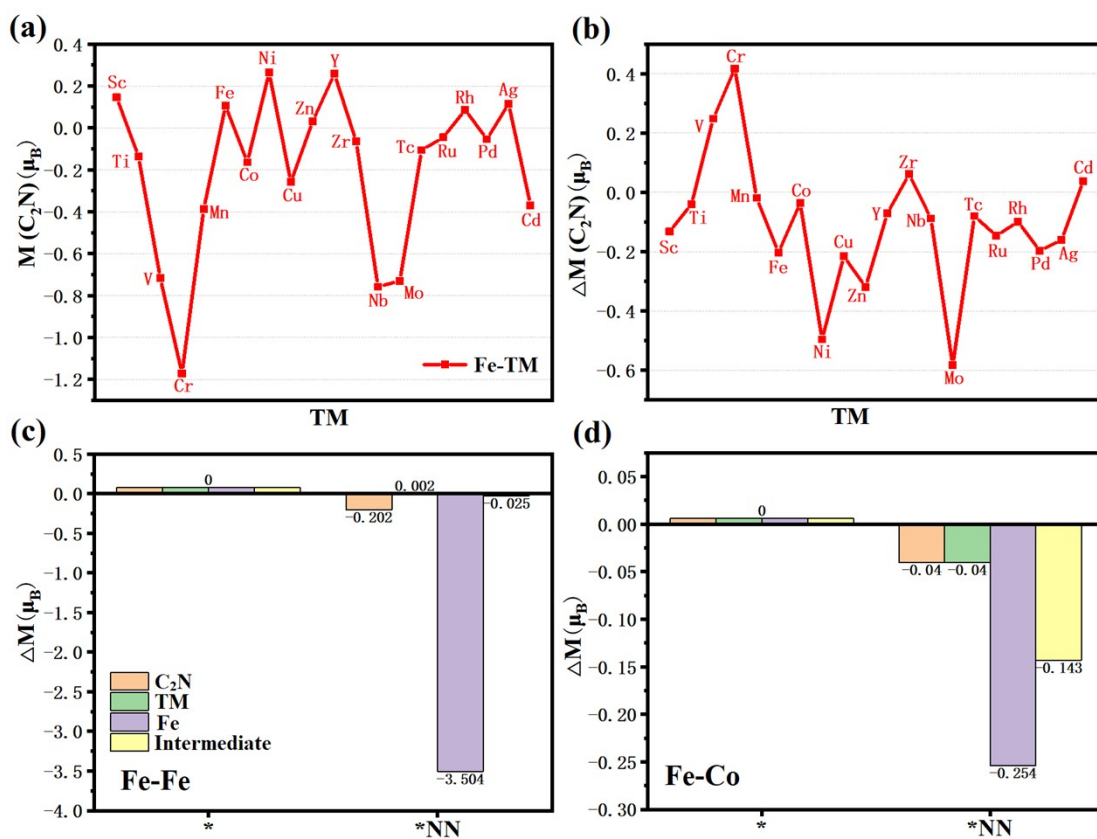 (a)
M (C₂N) (μB)
0.4
0.2
0.0
−0.2
−0.4
−0.6
−0.8
−1.0
−1.2
Sc
Ti
V
Cr
Mn
Fe
Co
Ni
Cu
Zn
Y
Zr
Nb
Mo
Tc
Ru
Rh
Pd
Ag
Cd
Fe-TM
TM
(b)
△M (C₂N) (μB)
0.4
0.2
0.0
−0.2
−0.4
−0.6
Sc
Ti
V
Cr
Mn
Fe
Co
Ni
Cu
Zn
Y
Zr
Nb
Mo
Tc
Ru
Rh
Pd
Ag
Cd
TM
(c)
△M (μB)
0.5
0.0
−0.5
−1.0
−1.5
−2.0
−2.5
−3.0
−3.5
−4.0
0
−0.202
0.002
−3.504
−0.025
C₂N
TM
Fe
Intermediate
Fe-Fe
*
*NN
(d)
△M (μB)
0.05
0.00
−0.05
−0.10
−0.15
−0.20
−0.25
−0.30
0
−0.04
−0.04
−0.254
−0.143
Fe-Co
*
*NN